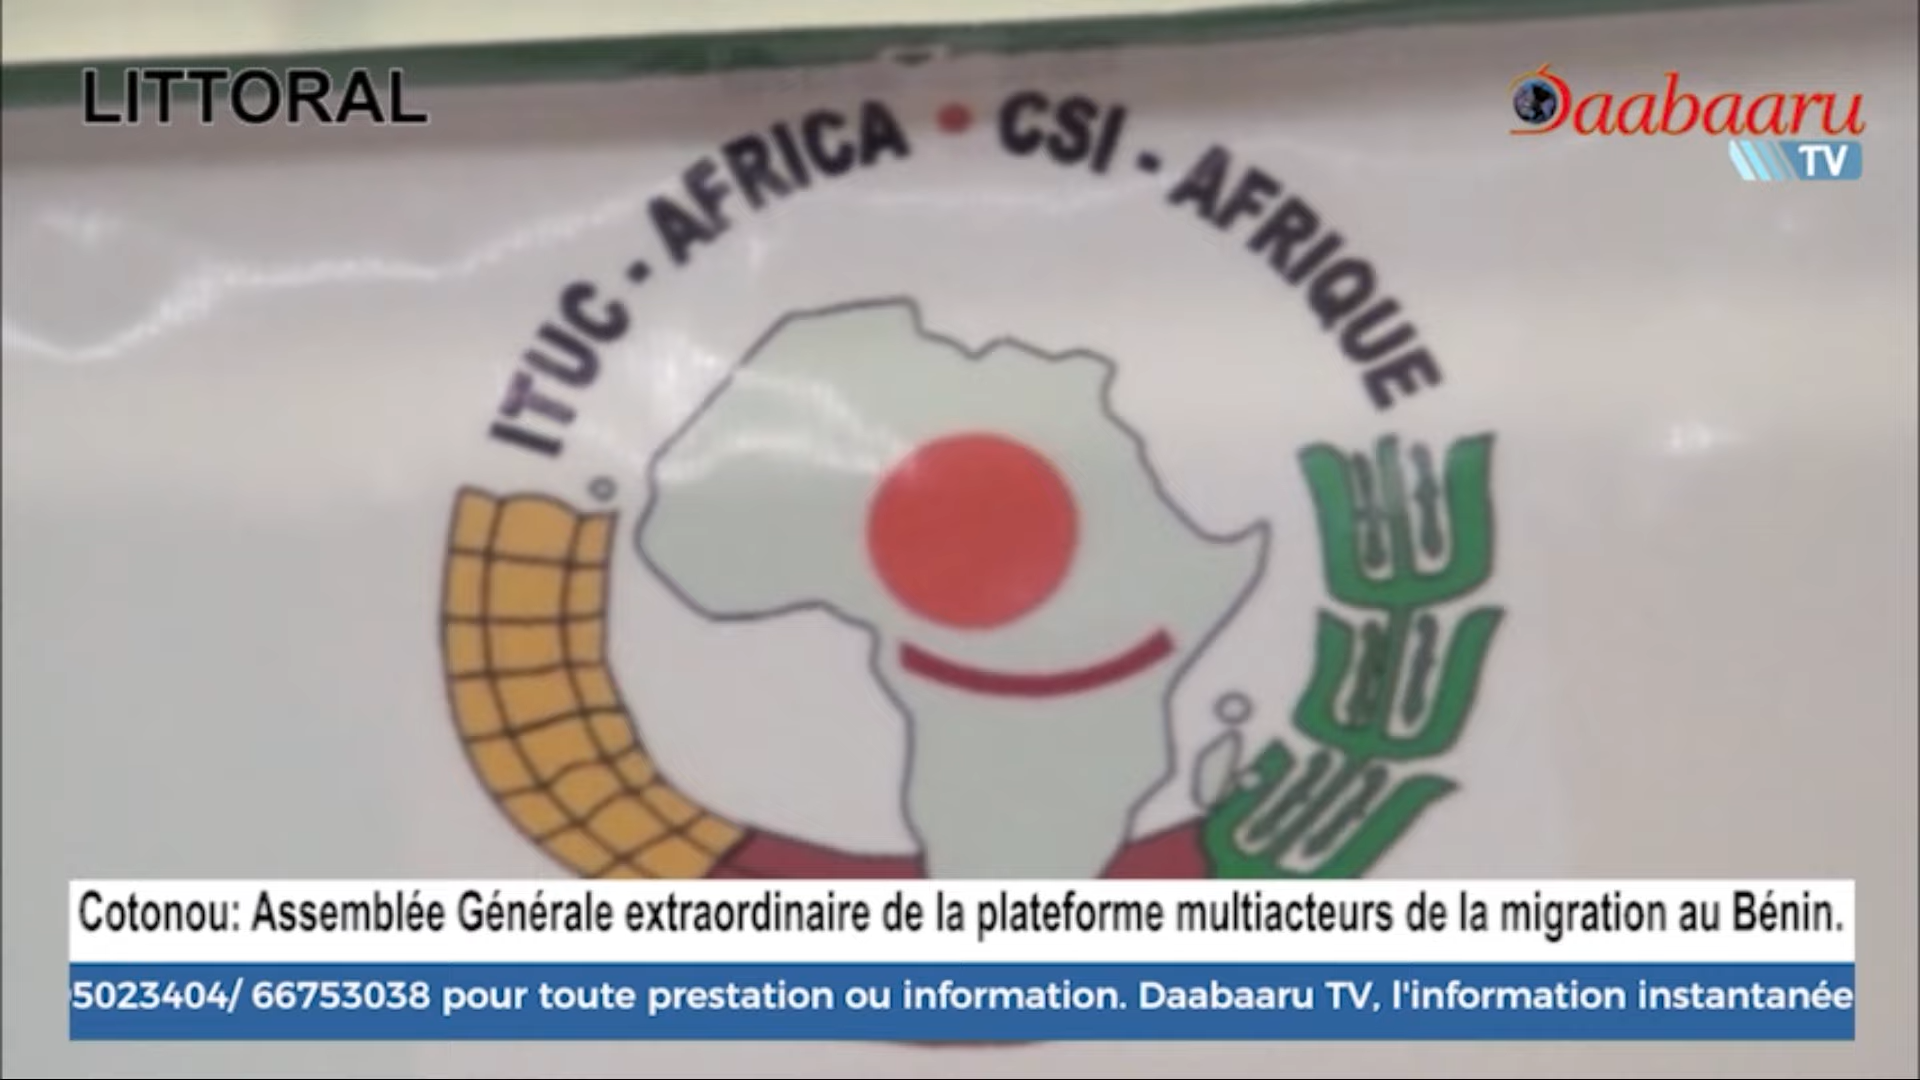 LITTORAL
Daabaaru
TV
ITUC - AFRICA • CSI - AFRIQUE
Cotonou: Assemblée Générale extraordinaire de la plateforme multiacteurs de la migration au Bénin.
5023404/ 66753038 pour toute prestation ou information. Daabaaru TV, l'information instantanée